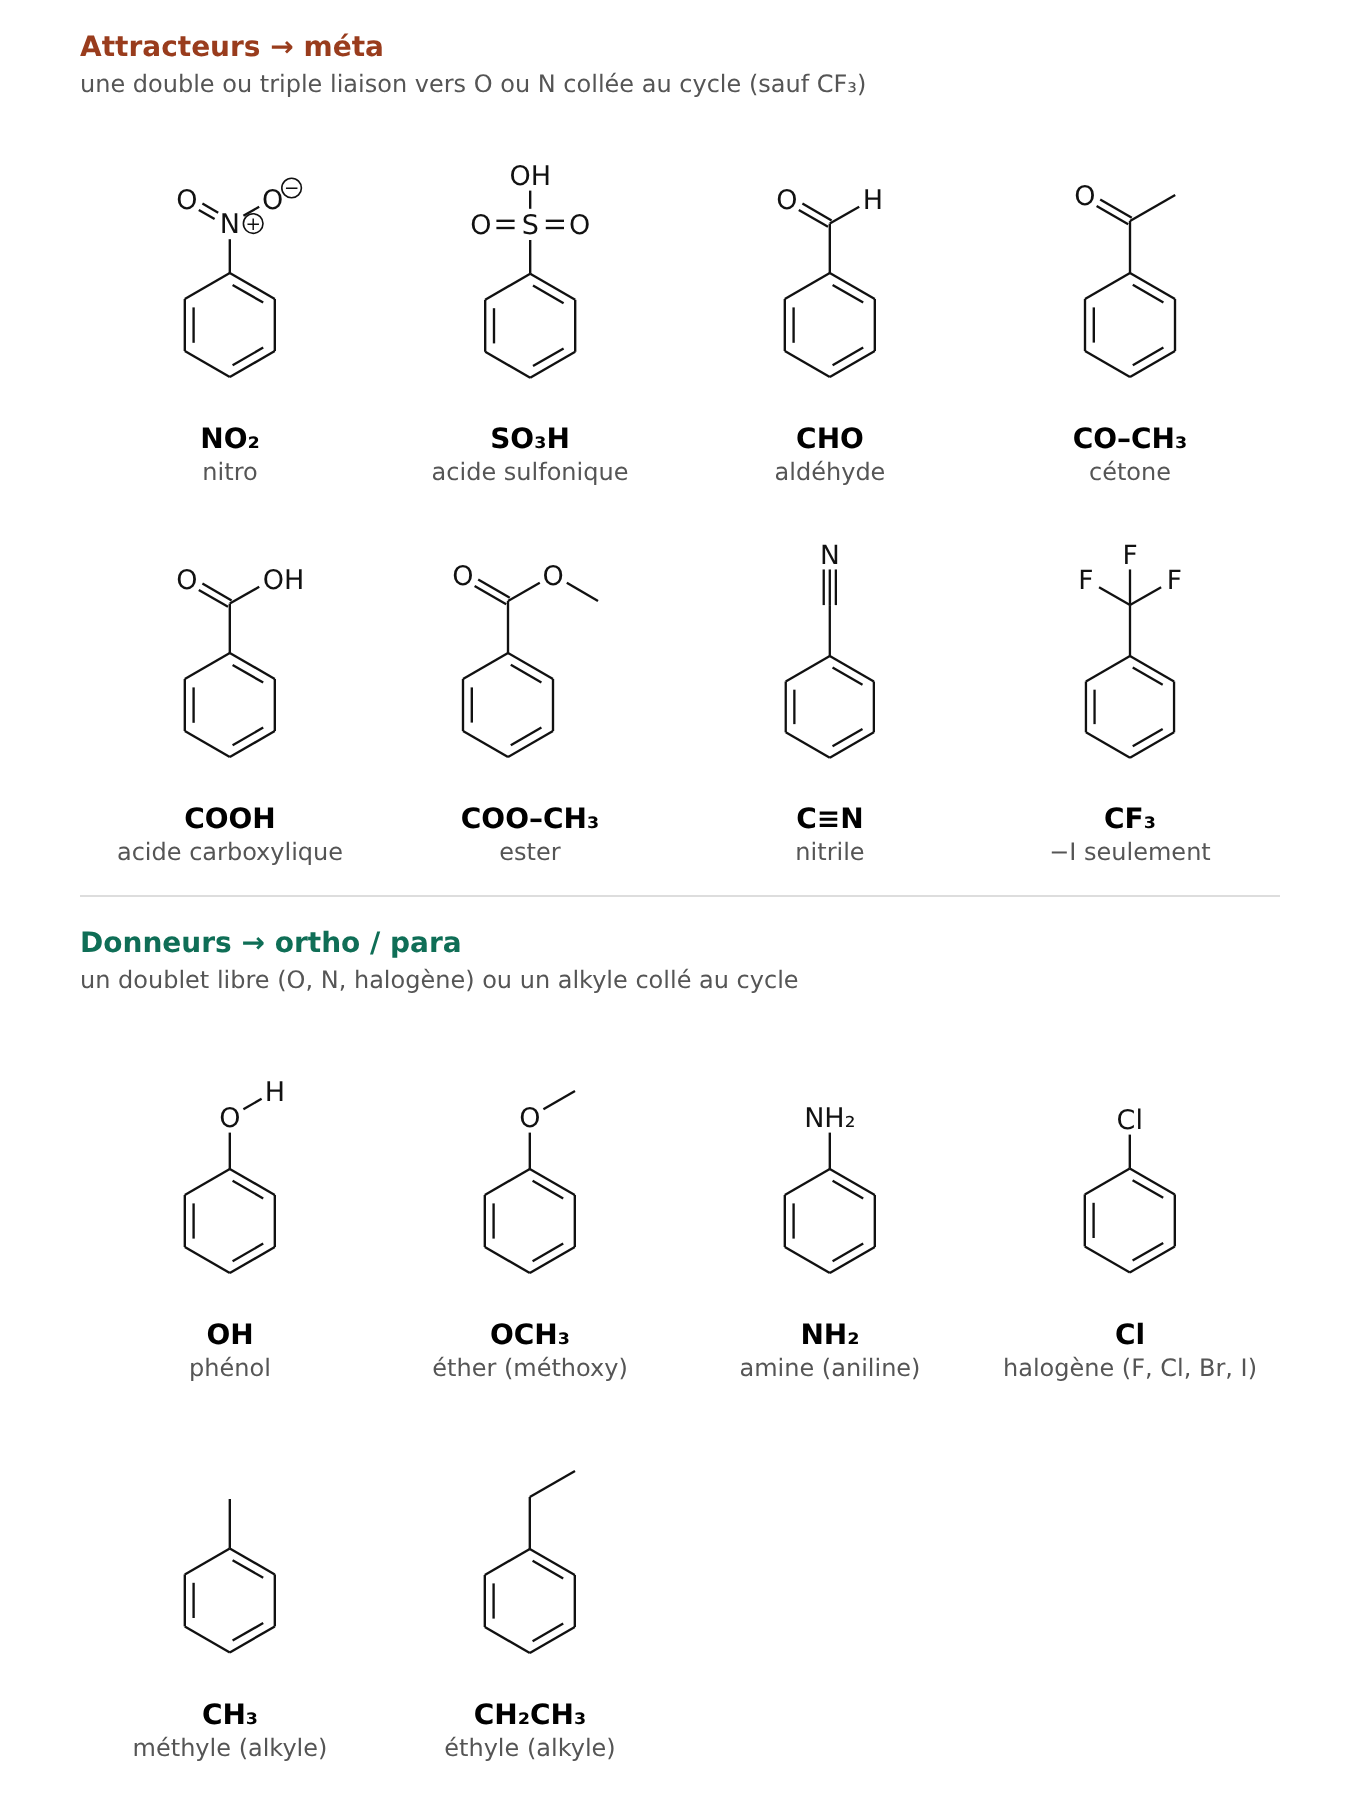 Attracteurs → méta
une double ou triple liaison vers O ou N collée au cycle (sauf CF₃)
OH
O O⊖ O H O
N⊕ O=S=O
NO₂ SO₃H CHO CO–CH₃
nitro acide sulfonique aldéhyde cétone
N F
O OH O O F F
COOH COO–CH₃ C≡N CF₃
acide carboxylique ester nitrile −I seulement
Donneurs → ortho / para
un doublet libre (O, N, halogène) ou un alkyle collé au cycle
H
O O NH₂ Cl
OH OCH₃ NH₂ Cl
phénol éther (méthoxy) amine (aniline) halogène (F, Cl, Br, I)
CH₃ CH₂CH₃
méthyle (alkyle) éthyle (alkyle)